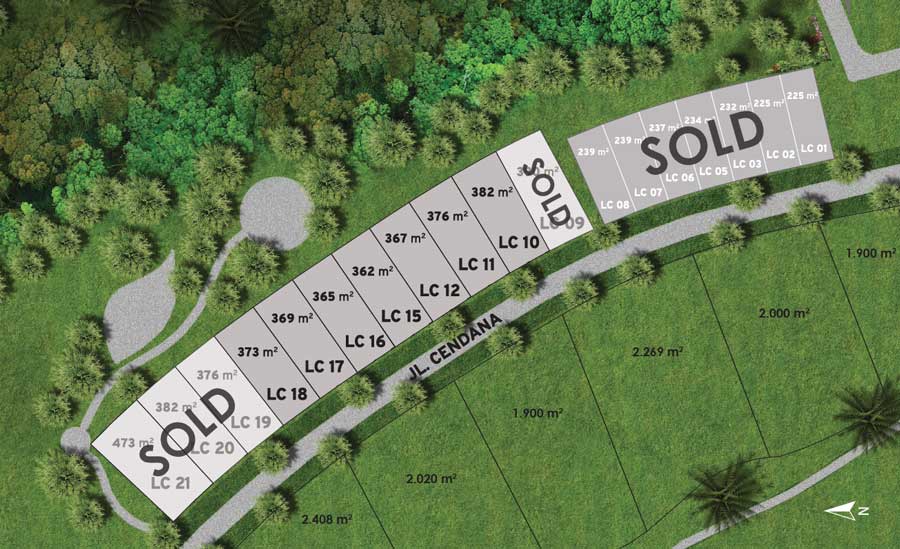 225 m²
LC 01
225 m²
LC 02
232 m²
LC 03
234 m²
LC 05
237 m²
LC 06
239 m²
LC 07
239 m²
LC 08
SOLD
SOLD
LC 09
382 m²
LC 10
376 m²
LC 11
367 m²
LC 12
362 m²
LC 15
365 m²
LC 16
369 m²
LC 17
373 m²
LC 18
376 m²
LC 19
382 m²
LC 20
473 m²
LC 21
SOLD
JL. CENDANA
1.900 m²
2.000 m²
2.269 m²
1.900 m²
2.020 m²
2.408 m²
N